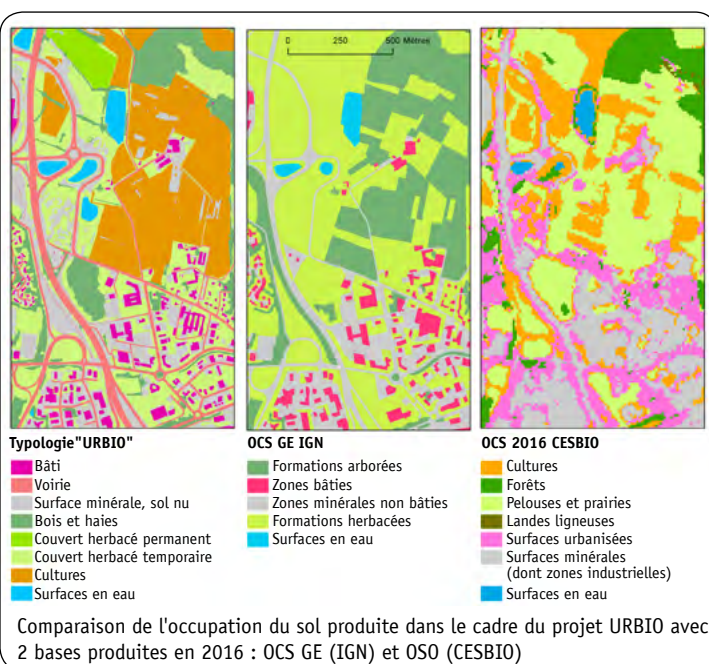 0 250 500 Mètres
Typologie"URBIO"
Bâti
Voirie
Surface minérale, sol nu
Bois et haies
Couvert herbacé permanent
Couvert herbacé temporaire
Cultures
Surfaces en eau
OCS GE IGN
Formations arborées
Zones bâties
Zones minérales non bâties
Formations herbacées
Surfaces en eau
OCS 2016 CESBIO
Cultures
Forêts
Pelouses et prairies
Landes ligneuses
Surfaces urbanisées
Surfaces minérales
(dont zones industrielles)
Surfaces en eau
Comparaison de l'occupation du sol produite dans le cadre du projet URBIO avec
2 bases produites en 2016 : OCS GE (IGN) et OSO (CESBIO)